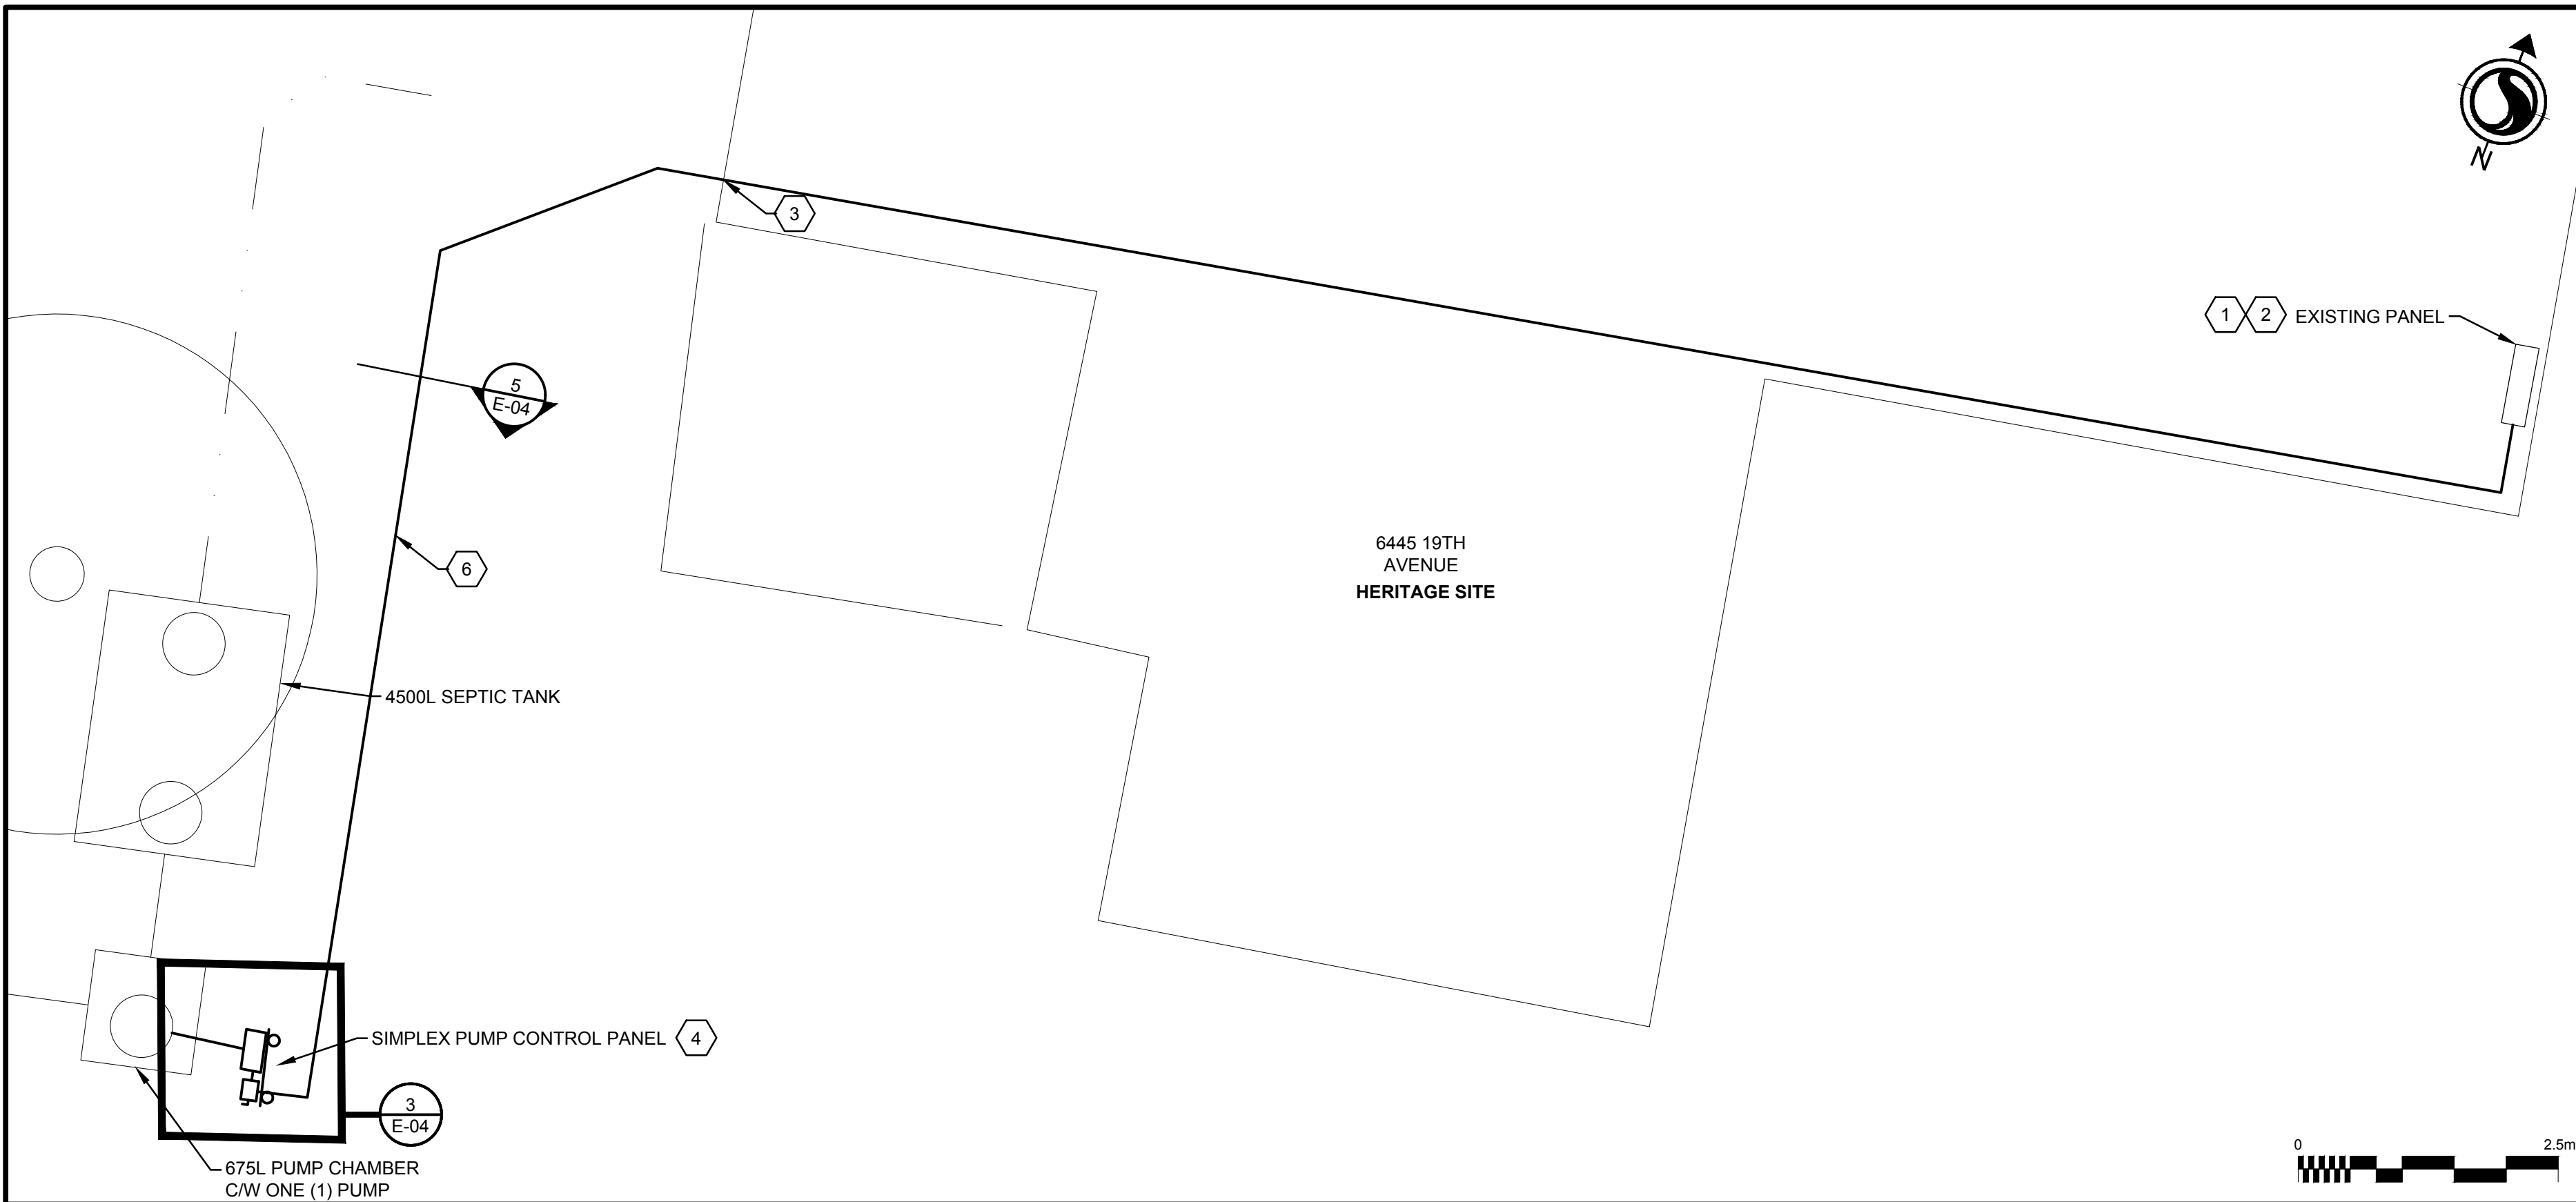 N
3
1 2 EXISTING PANEL
5
E-04
6445 19TH
AVENUE
HERITAGE SITE
6
4500L SEPTIC TANK
SIMPLEX PUMP CONTROL PANEL 4
3
E-04
675L PUMP CHAMBER
C/W ONE (1) PUMP
0 2.5m